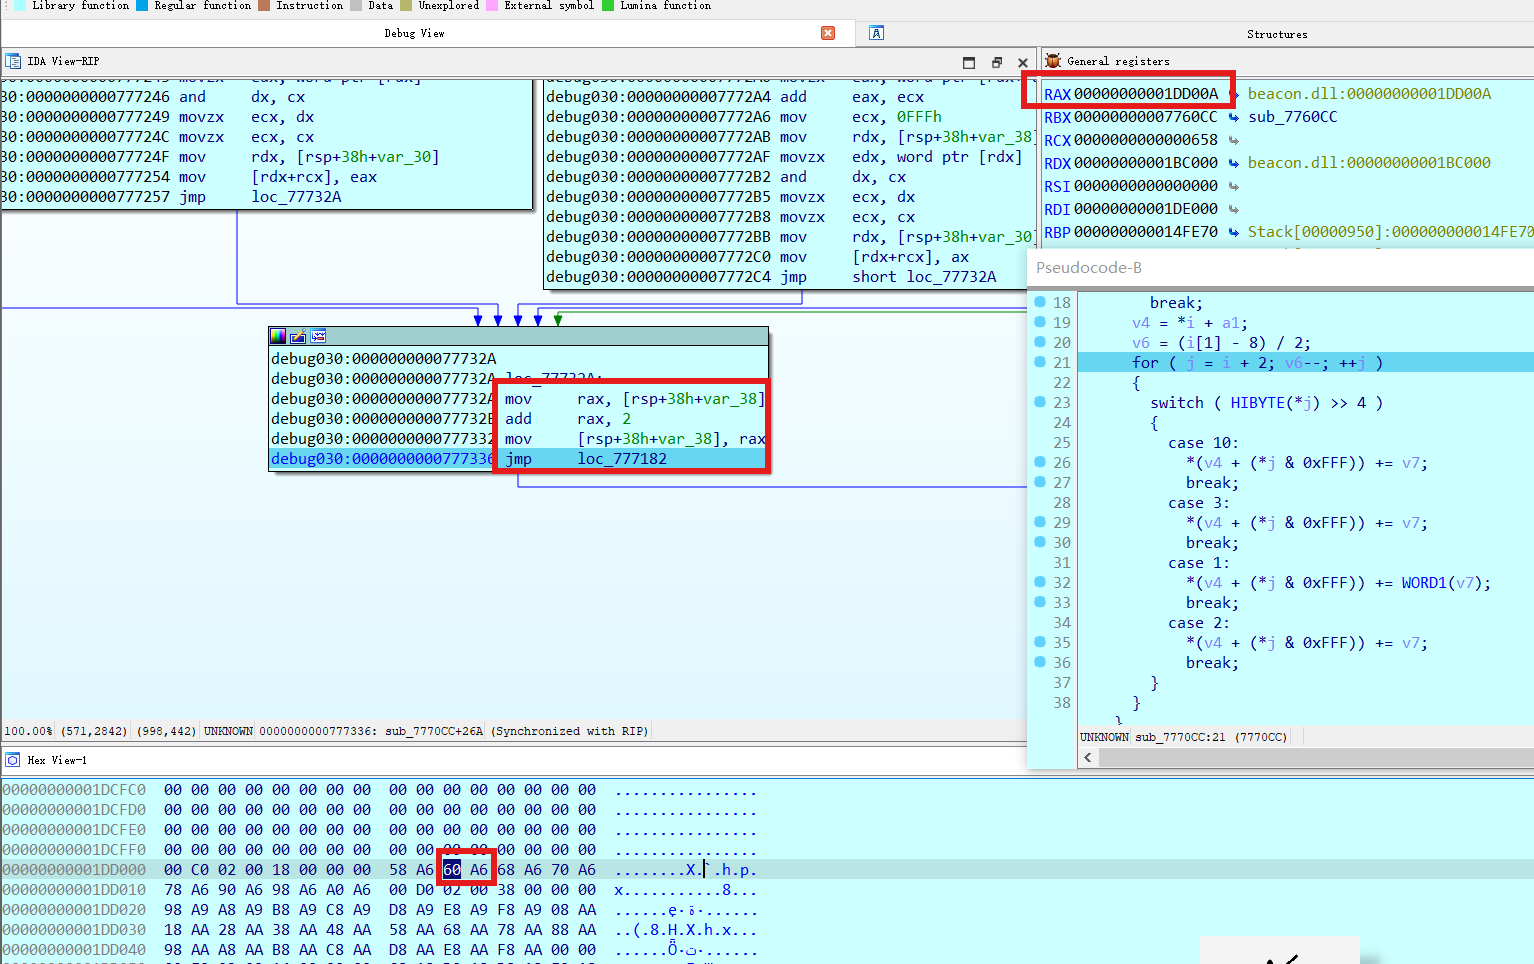 Library function Regular function Instruction Data Unexplored External symbol Lumina function
Debug View
Structures
IDA View-RIP
General registers
30:0000000000777246 and dx, cx
30:0000000000777249 movzx ecx, dx
30:000000000077724C movzx ecx, cx
30:000000000077724F mov rdx, [rsp+38h+var_30]
30:0000000000777254 mov [rdx+rcx], eax
30:0000000000777257 jmp loc_77732A
debug030:00000000007772A4 add eax, ecx
debug030:00000000007772A6 mov ecx, 0FFFh
debug030:00000000007772AB mov rdx, [rsp+38h+var_38]
debug030:00000000007772AF movzx edx, word ptr [rdx]
debug030:00000000007772B2 and dx, cx
debug030:00000000007772B5 movzx ecx, dx
debug030:00000000007772B8 movzx ecx, cx
debug030:00000000007772BB mov rdx, [rsp+38h+var_30]
debug030:00000000007772C0 mov [rdx+rcx], ax
debug030:00000000007772C4 jmp short loc_77732A
RAX 00000000001DD00A beacon.dll:00000000001DD00A
RBX 00000000007760CC sub_7760CC
RCX 0000000000000658
RDX 00000000001BC000 beacon.dll:00000000001BC000
RSI 0000000000000000
RDI 00000000001DE000
RBP 000000000014FE70 Stack[00000950]:000000000014FE70
debug030:000000000077732A
debug030:000000000077732A loc_77732A:
debug030:000000000077732A mov rax, [rsp+38h+var_38]
debug030:000000000077732E add rax, 2
debug030:0000000000777332 mov [rsp+38h+var_38], rax
debug030:0000000000777336 jmp loc_777182
Pseudocode-B
18 break;
19 v4 = *i + a1;
20 v6 = (i[1] - 8) / 2;
21 for ( j = i + 2; v6--; ++j )
22 {
23 switch ( HIBYTE(*j) >> 4 )
24 {
25 case 10:
26 *(v4 + (*j & 0xFFF)) += v7;
27 break;
28 case 3:
29 *(v4 + (*j & 0xFFF)) += v7;
30 break;
31 case 1:
32 *(v4 + (*j & 0xFFF)) += WORD1(v7);
33 break;
34 case 2:
35 *(v4 + (*j & 0xFFF)) += v7;
36 break;
37 }
38 }
}
UNKNOWN sub_7770CC:21 (7770CC)
100.00% (571,2842) (998,442) UNKNOWN 0000000000777336: sub_7770CC+26A (Synchronized with RIP)
Hex View-1
00000000001DCFC0 00 00 00 00 00 00 00 00 00 00 00 00 00 00 00 00 ................
00000000001DCFD0 00 00 00 00 00 00 00 00 00 00 00 00 00 00 00 00 ................
00000000001DCFE0 00 00 00 00 00 00 00 00 00 00 00 00 00 00 00 00 ................
00000000001DCFF0 00 00 00 00 00 00 00 00 00 00 00 00 00 00 00 00 ................
00000000001DD000 00 C0 02 00 18 00 00 00 58 A6 60 A6 68 A6 70 A6 ........X.`.h.p.
00000000001DD010 78 A6 90 A6 98 A6 A0 A6 00 D0 02 00 38 00 00 00 x...........8...
00000000001DD020 98 A9 A8 A9 B8 A9 C8 A9 D8 A9 E8 A9 F8 A9 08 AA
00000000001DD030 18 AA 28 AA 38 AA 48 AA 58 AA 68 AA 78 AA 88 AA ..(.8.H.X.h.x...
00000000001DD040 98 AA A8 AA B8 AA C8 AA D8 AA E8 AA F8 AA 00 00